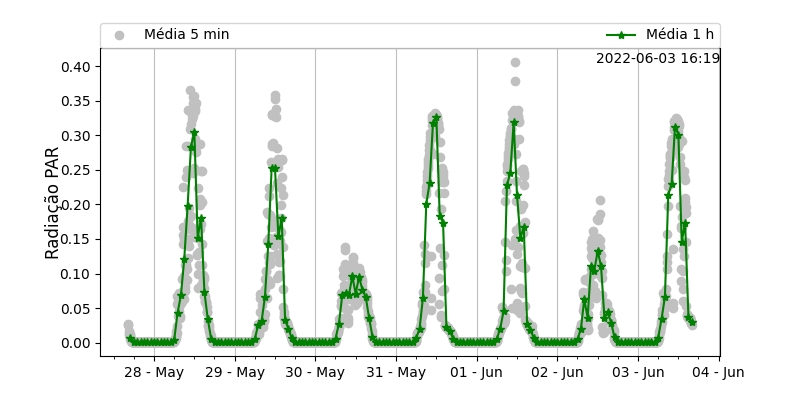 Média 5 min
Média 1 h
2022-06-03 16:19
Radiação PAR
0.40
0.35
0.30
0.25
0.20
0.15
0.10
0.05
0.00
28 - May
29 - May
30 - May
31 - May
01 - Jun
02 - Jun
03 - Jun
04 - Jun